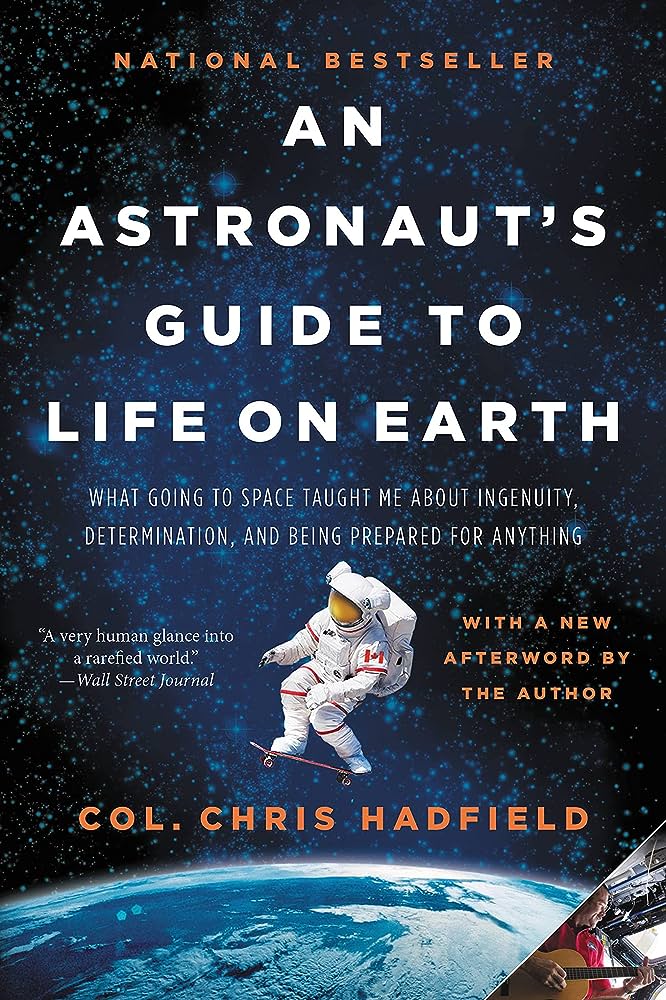 NATIONAL BESTSELLER
AN
ASTRONAUT'S
GUIDE TO
LIFE ON EARTH
WHAT GOING TO SPACE TAUGHT ME ABOUT INGENUITY,
DETERMINATION, AND BEING PREPARED FOR ANYTHING
“A very human glance into
a rarefied world.”
—Wall Street Journal
WITH A NEW
AFTERWORD BY
THE AUTHOR
COL. CHRIS HADFIELD